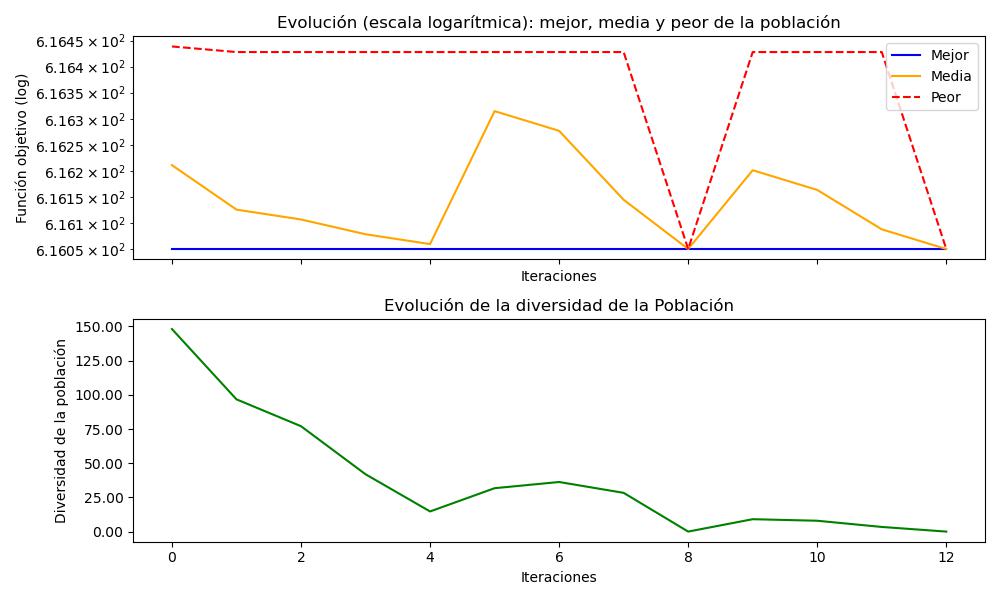 Evolución (escala logarítmica): mejor, media y peor de la población
Función objetivo (log)
6.1645 × 10²
6.164 × 10²
6.1635 × 10²
6.163 × 10²
6.1625 × 10²
6.162 × 10²
6.1615 × 10²
6.161 × 10²
6.1605 × 10²
Mejor
Media
Peor
Iteraciones
Evolución de la diversidad de la Población
Diversidad de la población
150.00
125.00
100.00
75.00
50.00
25.00
0.00
0 2 4 6 8 10 12
Iteraciones